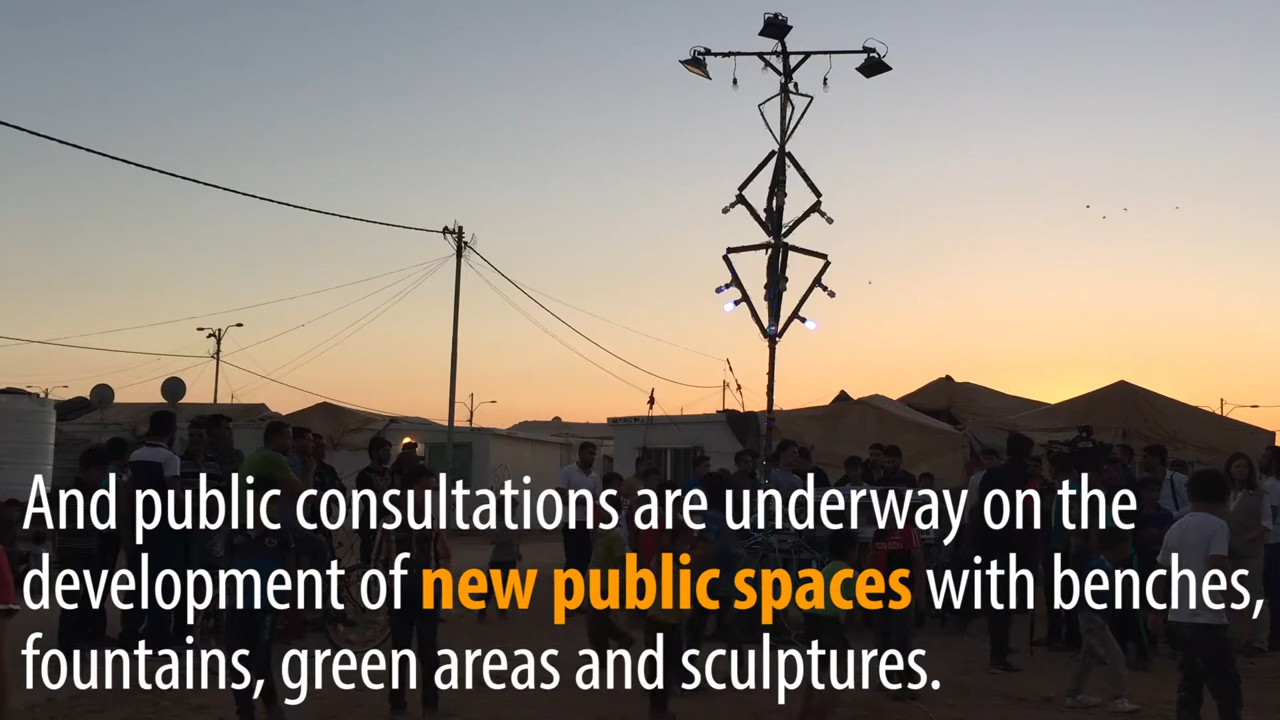 And public consultations are underway on the
development of new public spaces with benches,
fountains, green areas and sculptures.